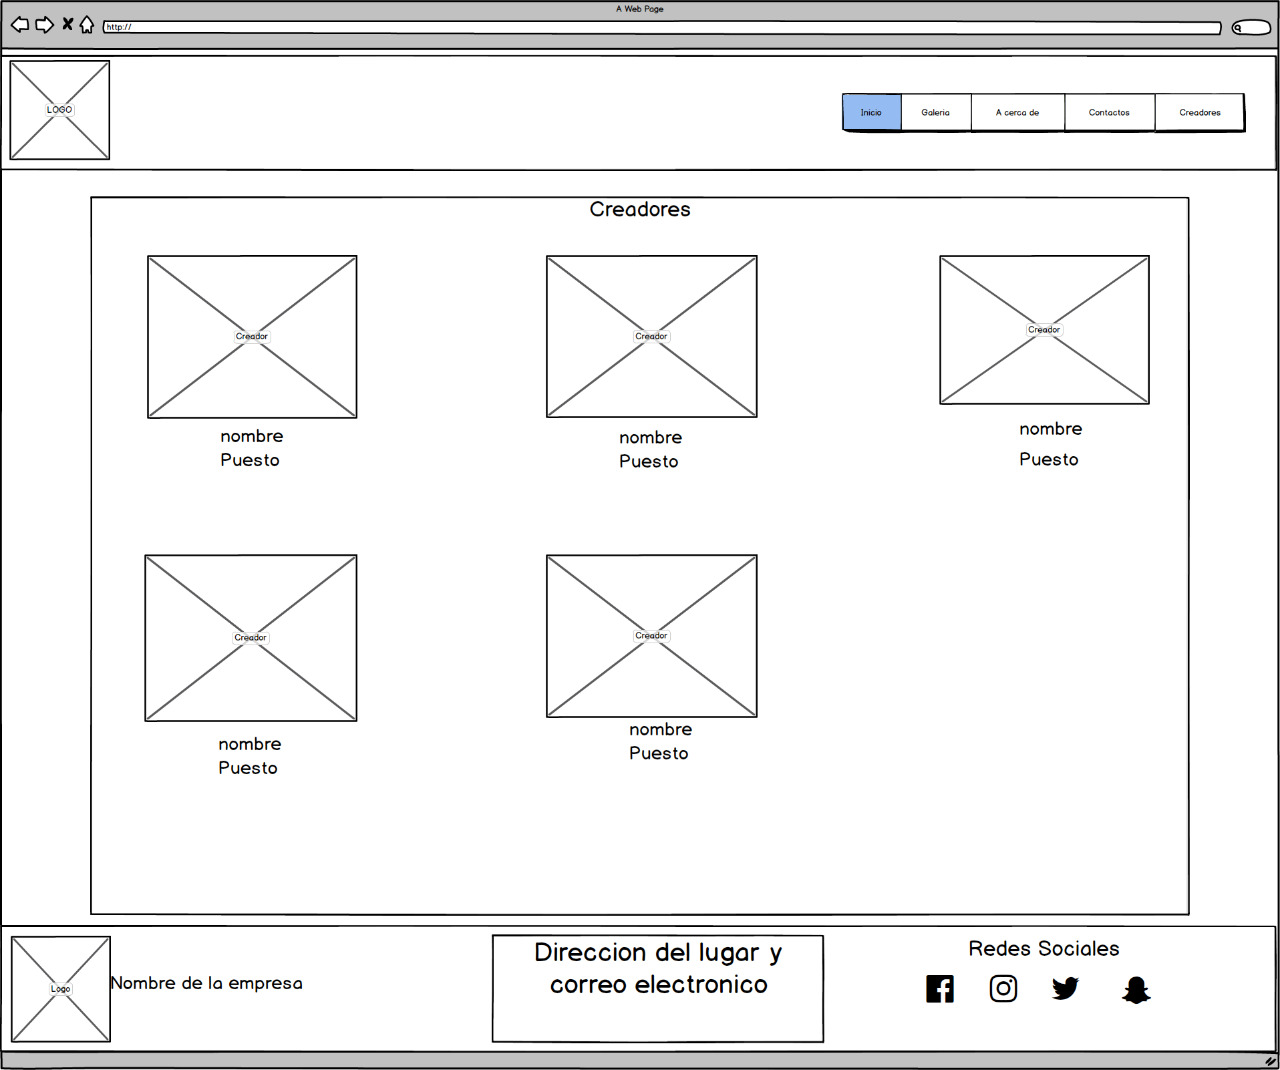 A Web Page
http://
LOGO
Inicio
Galeria
A cerca de
Contactos
Creadores
Creadores
Creador
Creador
Creador
nombre
Puesto
nombre
Puesto
nombre
Puesto
Creador
Creador
nombre
Puesto
nombre
Puesto
Logo
Nombre de la empresa
Direccion del lugar y
correo electronico
Redes Sociales